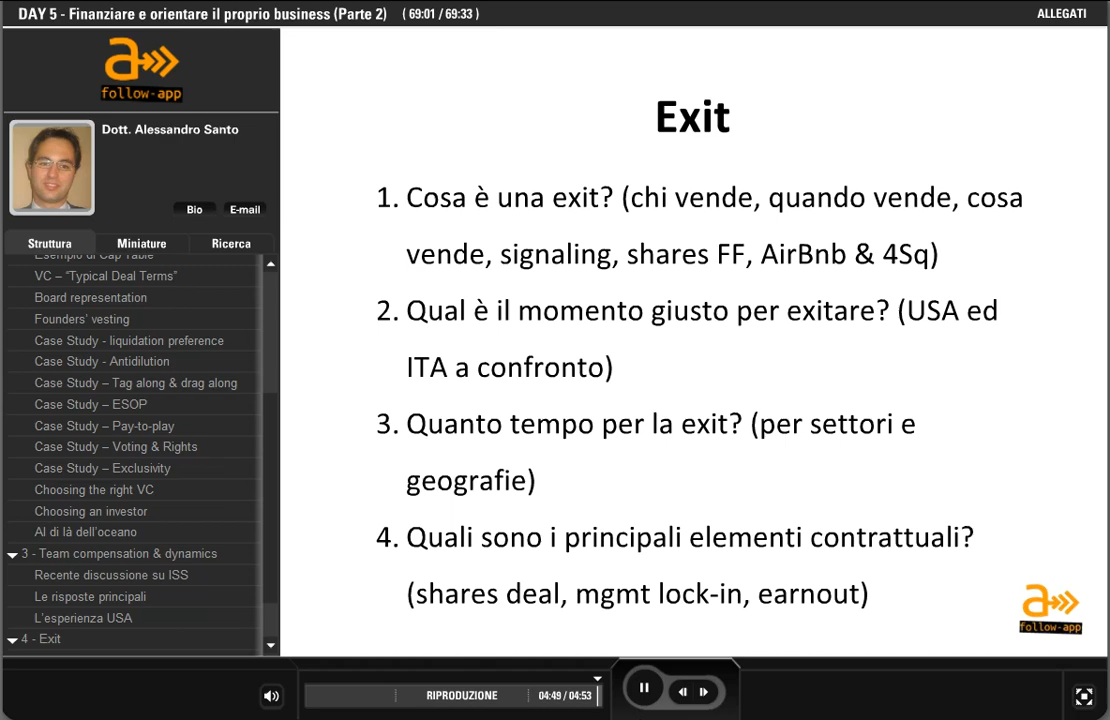 DAY 5 - Finanziare e orientare il proprio business (Parte 2) ( 69:01 / 69:33 )
ALLEGATI
a
follow-app
Dott. Alessandro Santo
Bio
E-mail
Struttura
Miniature
Ricerca
Esempio di Cap Table
VC – “Typical Deal Terms”
Board representation
Founders’ vesting
Case Study - liquidation preference
Case Study - Antidilution
Case Study – Tag along & drag along
Case Study – ESOP
Case Study – Pay-to-play
Case Study – Voting & Rights
Case Study – Exclusivity
Choosing the right VC
Choosing an investor
Al di là dell’oceano
3 - Team compensation & dynamics
Recente discussione su ISS
Le risposte principali
L’esperienza USA
4 - Exit
Exit
1. Cosa è una exit? (chi vende, quando vende, cosa
vende, signaling, shares FF, AirBnb & 4Sq)
2. Qual è il momento giusto per exitare? (USA ed
ITA a confronto)
3. Quanto tempo per la exit? (per settori e
geografie)
4. Quali sono i principali elementi contrattuali?
(shares deal, mgmt lock-in, earnout)
a
follow-app
RIPRODUZIONE
04:49 / 04:53